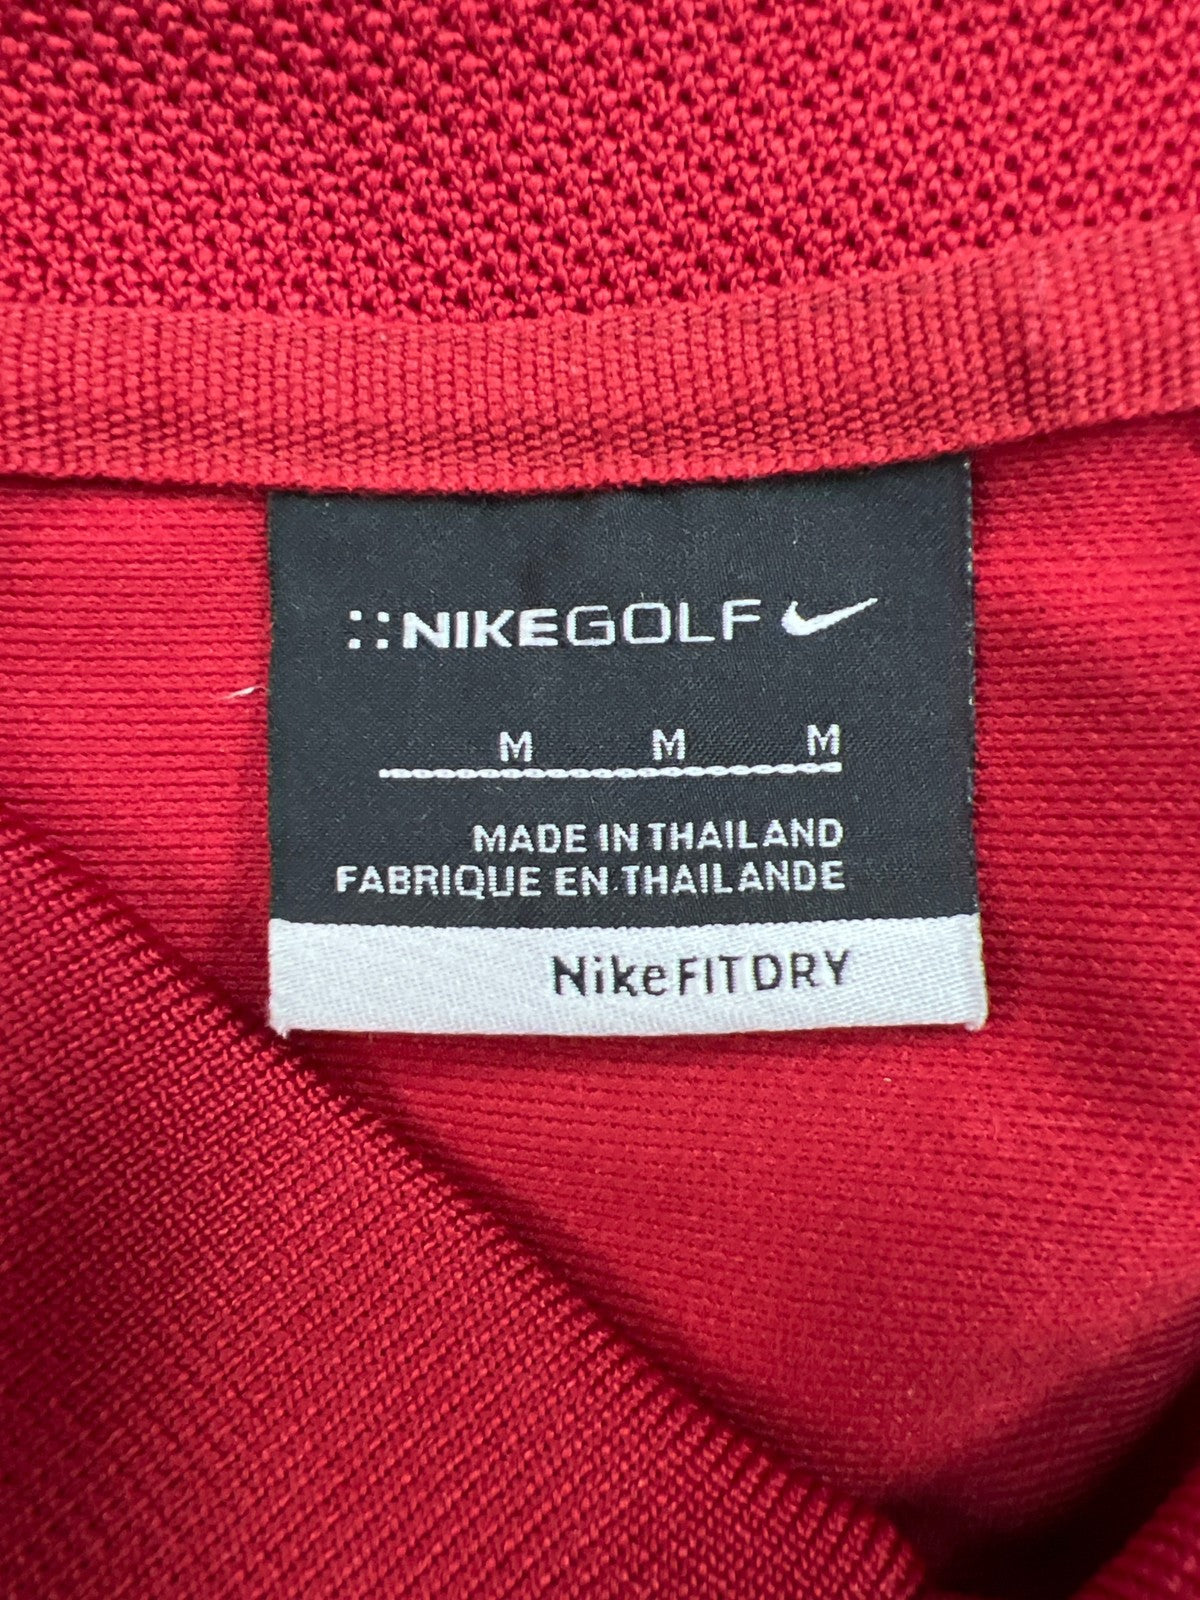 ::NIKEGOLF
M M M
MADE IN THAILAND
FABRIQUE EN THAILANDE
NikeFITDRY